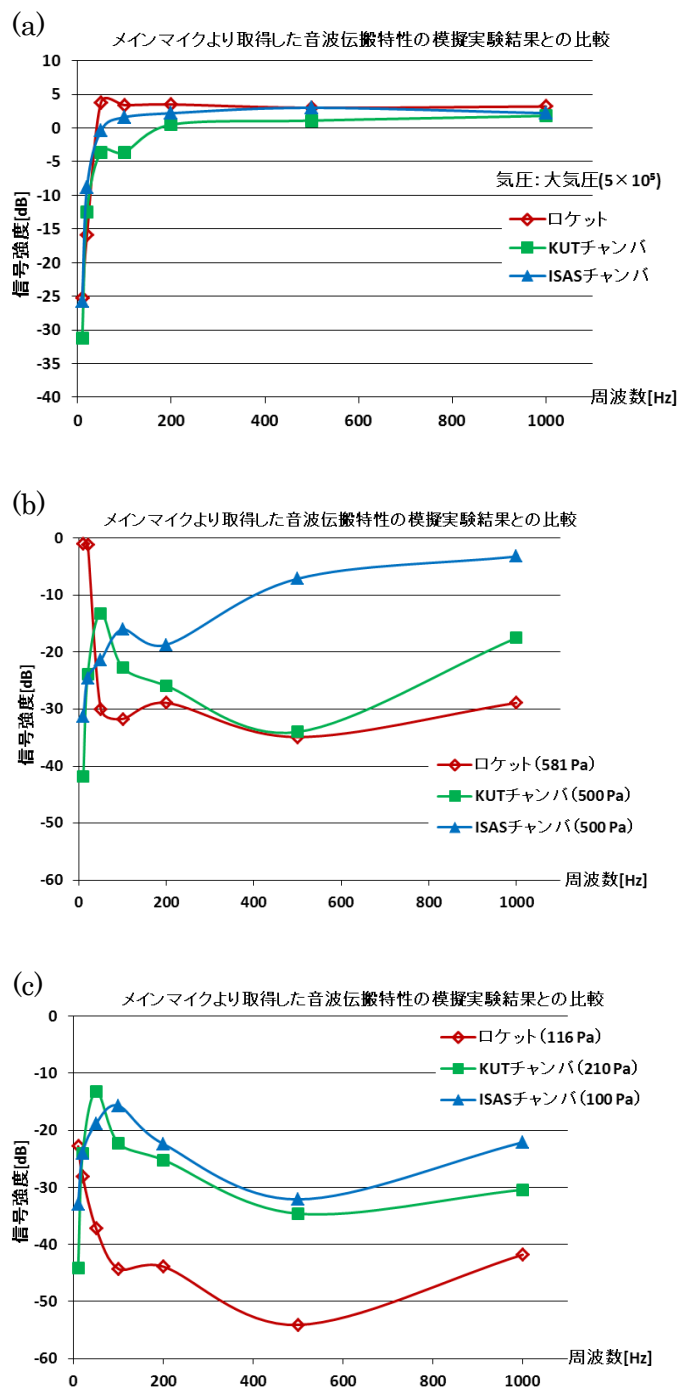 (a)
メインマイクより取得した音波伝搬特性の模擬実験結果との比較
10
5
0
-5
-10
-15
-20
-25
-30
-35
-40
信号強度[dB]
気圧：大気圧(5×10⁵)
ロケット
KUTチャンバ
ISASチャンバ
0 200 400 600 800 1000
周波数[Hz]
(b)
メインマイクより取得した音波伝搬特性の模擬実験結果との比較
0
-10
-20
-30
-40
-50
-60
信号強度[dB]
ロケット（581 Pa）
KUTチャンバ（500 Pa）
ISASチャンバ（500 Pa）
周波数[Hz]
0 200 400 600 800 1000
(c)
メインマイクより取得した音波伝搬特性の模擬実験結果との比較
0
-10
-20
-30
-40
-50
-60
信号強度[dB]
ロケット（116 Pa）
KUTチャンバ（210 Pa）
ISASチャンバ（100 Pa）
周波数[Hz]
0 200 400 600 800 1000